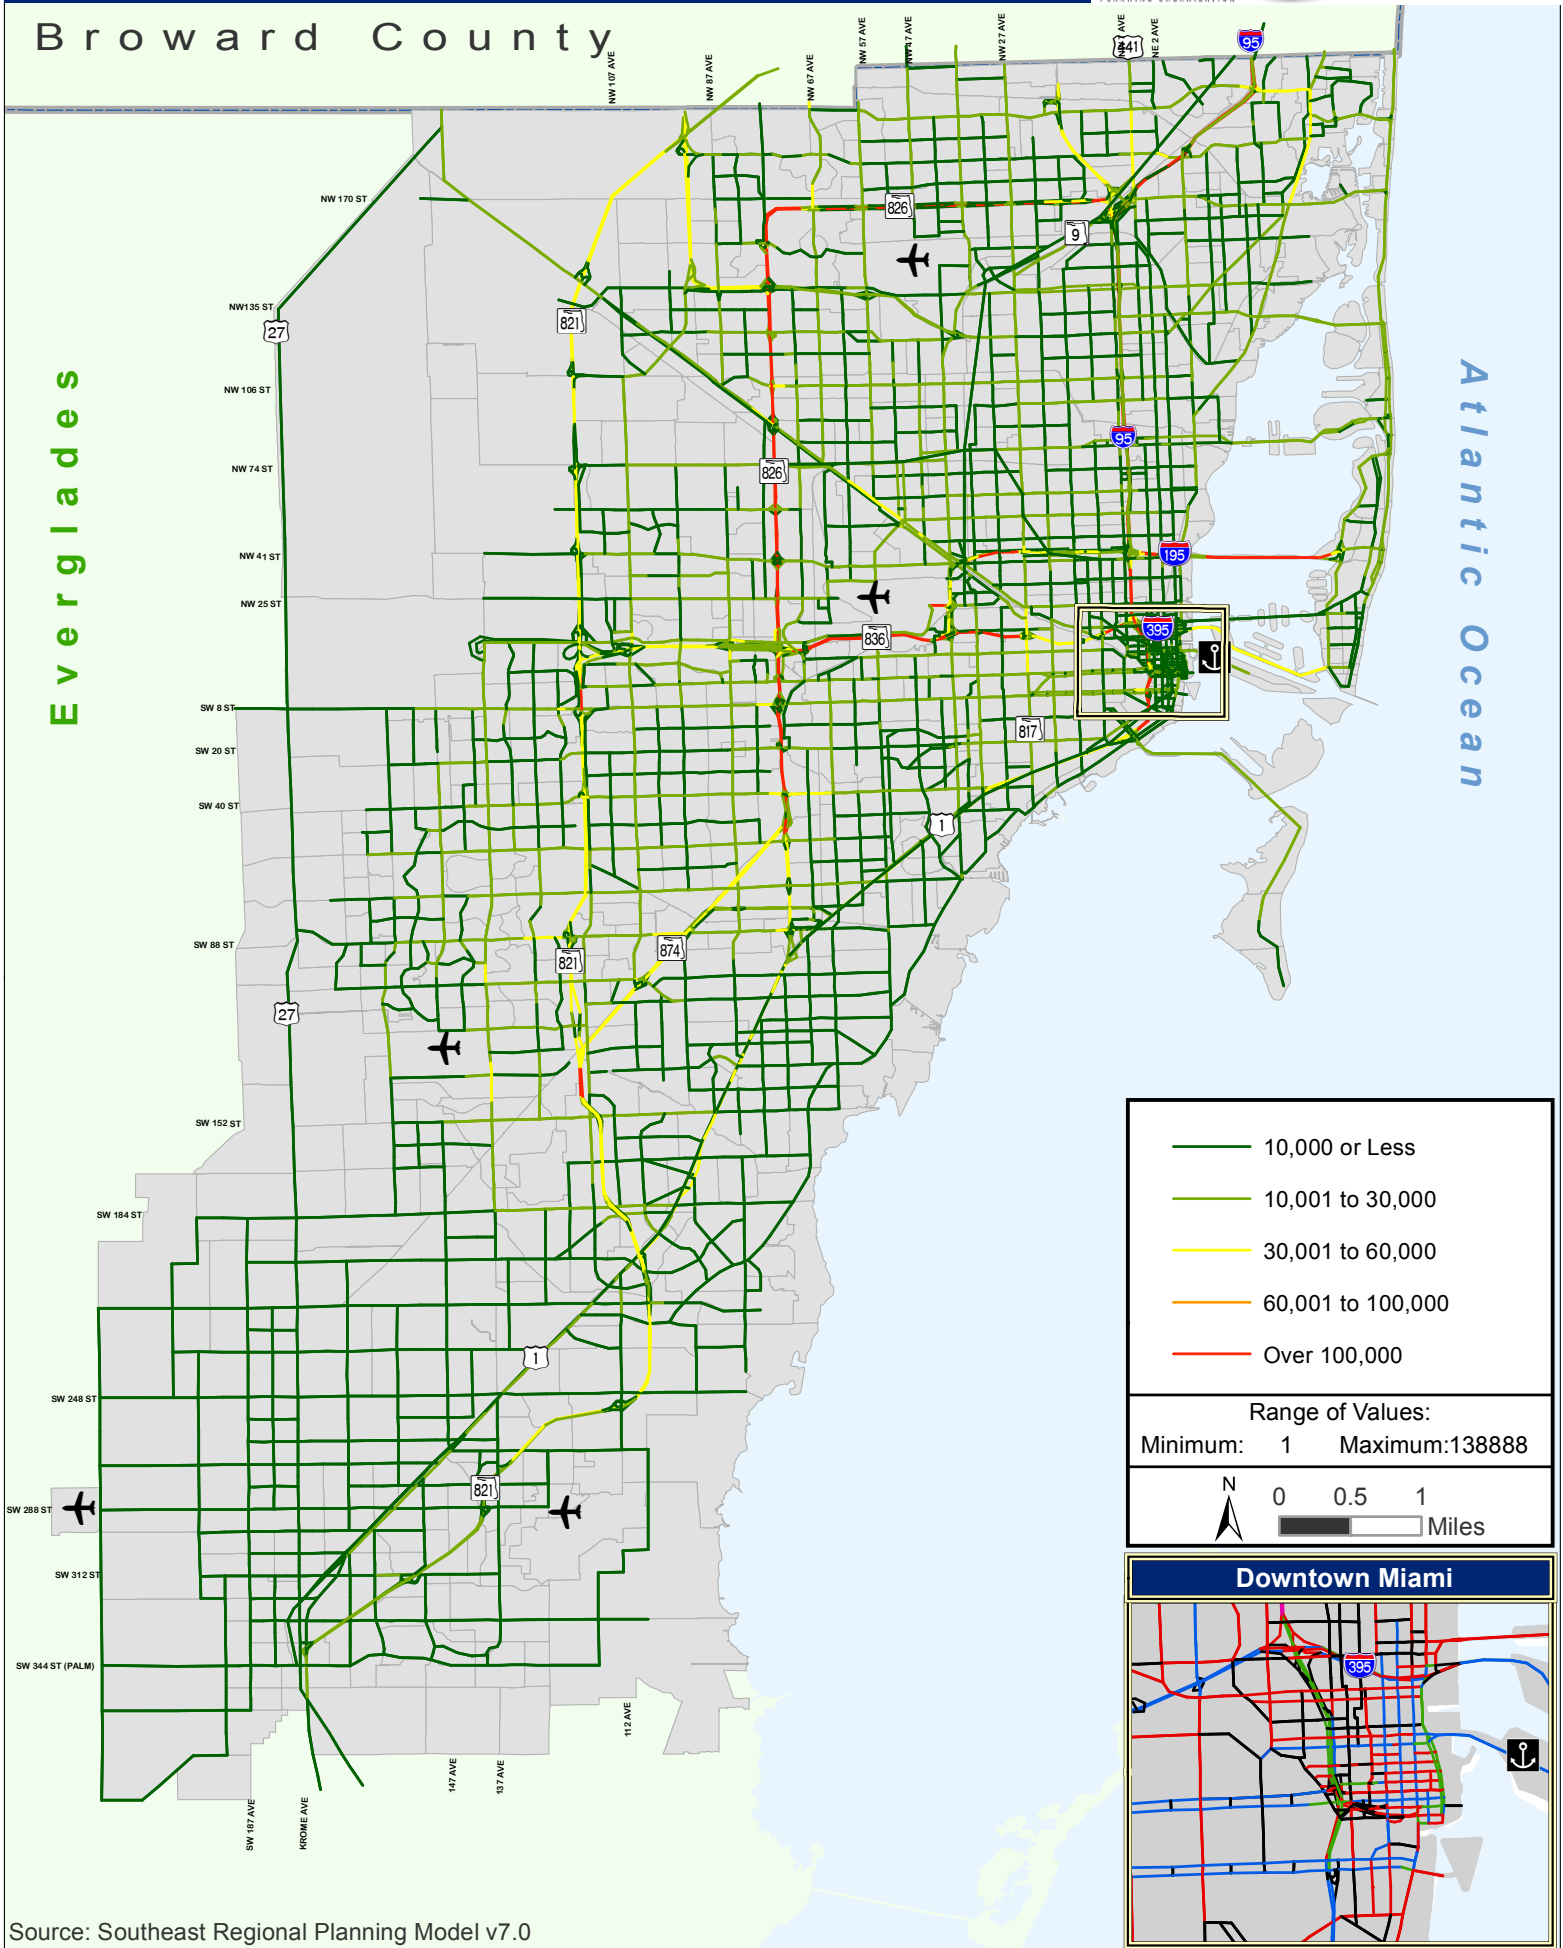 Broward County
NW 107 AVE
NW 87 AVE
NW 67 AVE
NW 57 AVE
NW 47 AVE
NW 27 AVE
NE 2 AVE
441
95
NW 170 ST
826
9
NW135 ST
27
821
NW 106 ST
Everglades
Atlantic Ocean
95
NW 74 ST
826
NW 41 ST
195
NW 25 ST
836
395
SW 8 ST
817
SW 20 ST
SW 40 ST
1
SW 88 ST
821
874
27
SW 152 ST
SW 184 ST
1
SW 248 ST
821
SW 288 ST
SW 312 ST
SW 344 ST (PALM)
112 AVE
147 AVE
137 AVE
SW 187 AVE
KROME AVE
10,000 or Less
10,001 to 30,000
30,001 to 60,000
60,001 to 100,000
Over 100,000
Range of Values:
Minimum: 1 Maximum:138888
N
0 0.5 1
Miles
Downtown Miami
395
Source: Southeast Regional Planning Model v7.0